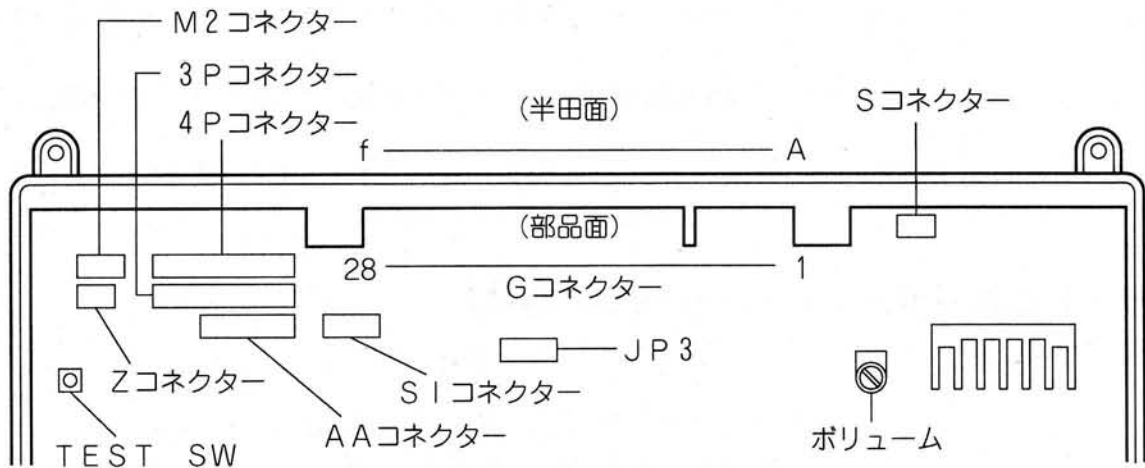 M2コネクター
3Pコネクター
4Pコネクター
(半田面)
Sコネクター
f
A
(部品面)
28
1
Gコネクター
JP3
Zコネクター
SIコネクター
AAコネクター
ボリューム
TEST SW